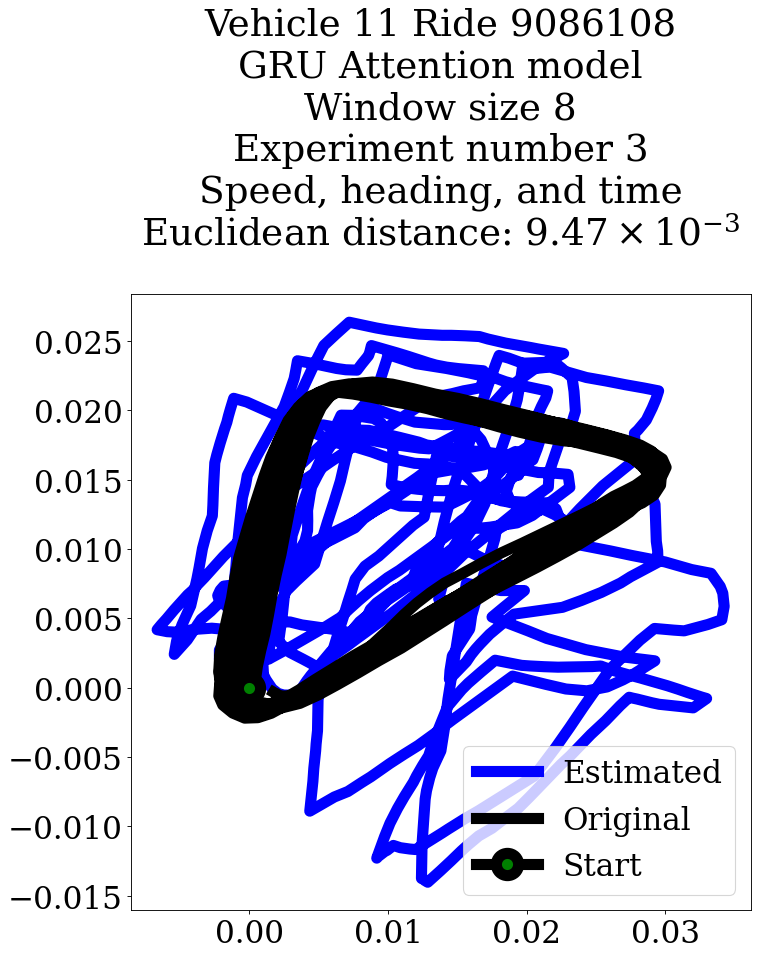 Vehicle 11 Ride 9086108
GRU Attention model
Window size 8
Experiment number 3
Speed, heading, and time
Euclidean distance: 9.47 × 10⁻³
0.025
0.020
0.015
0.010
0.005
0.000
−0.005
−0.010
−0.015
Estimated
Original
Start
0.00 0.01 0.02 0.03